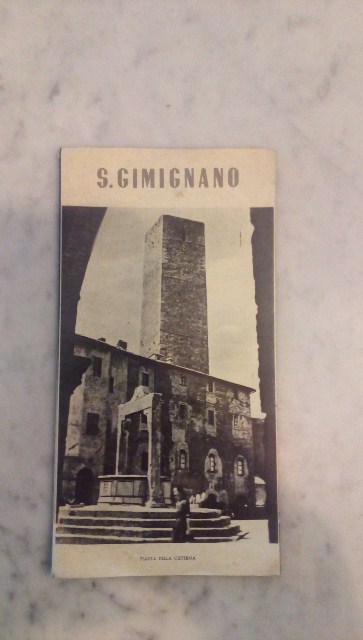 S. GIMIGNANO
PIAZZA DELLA CISTERNA